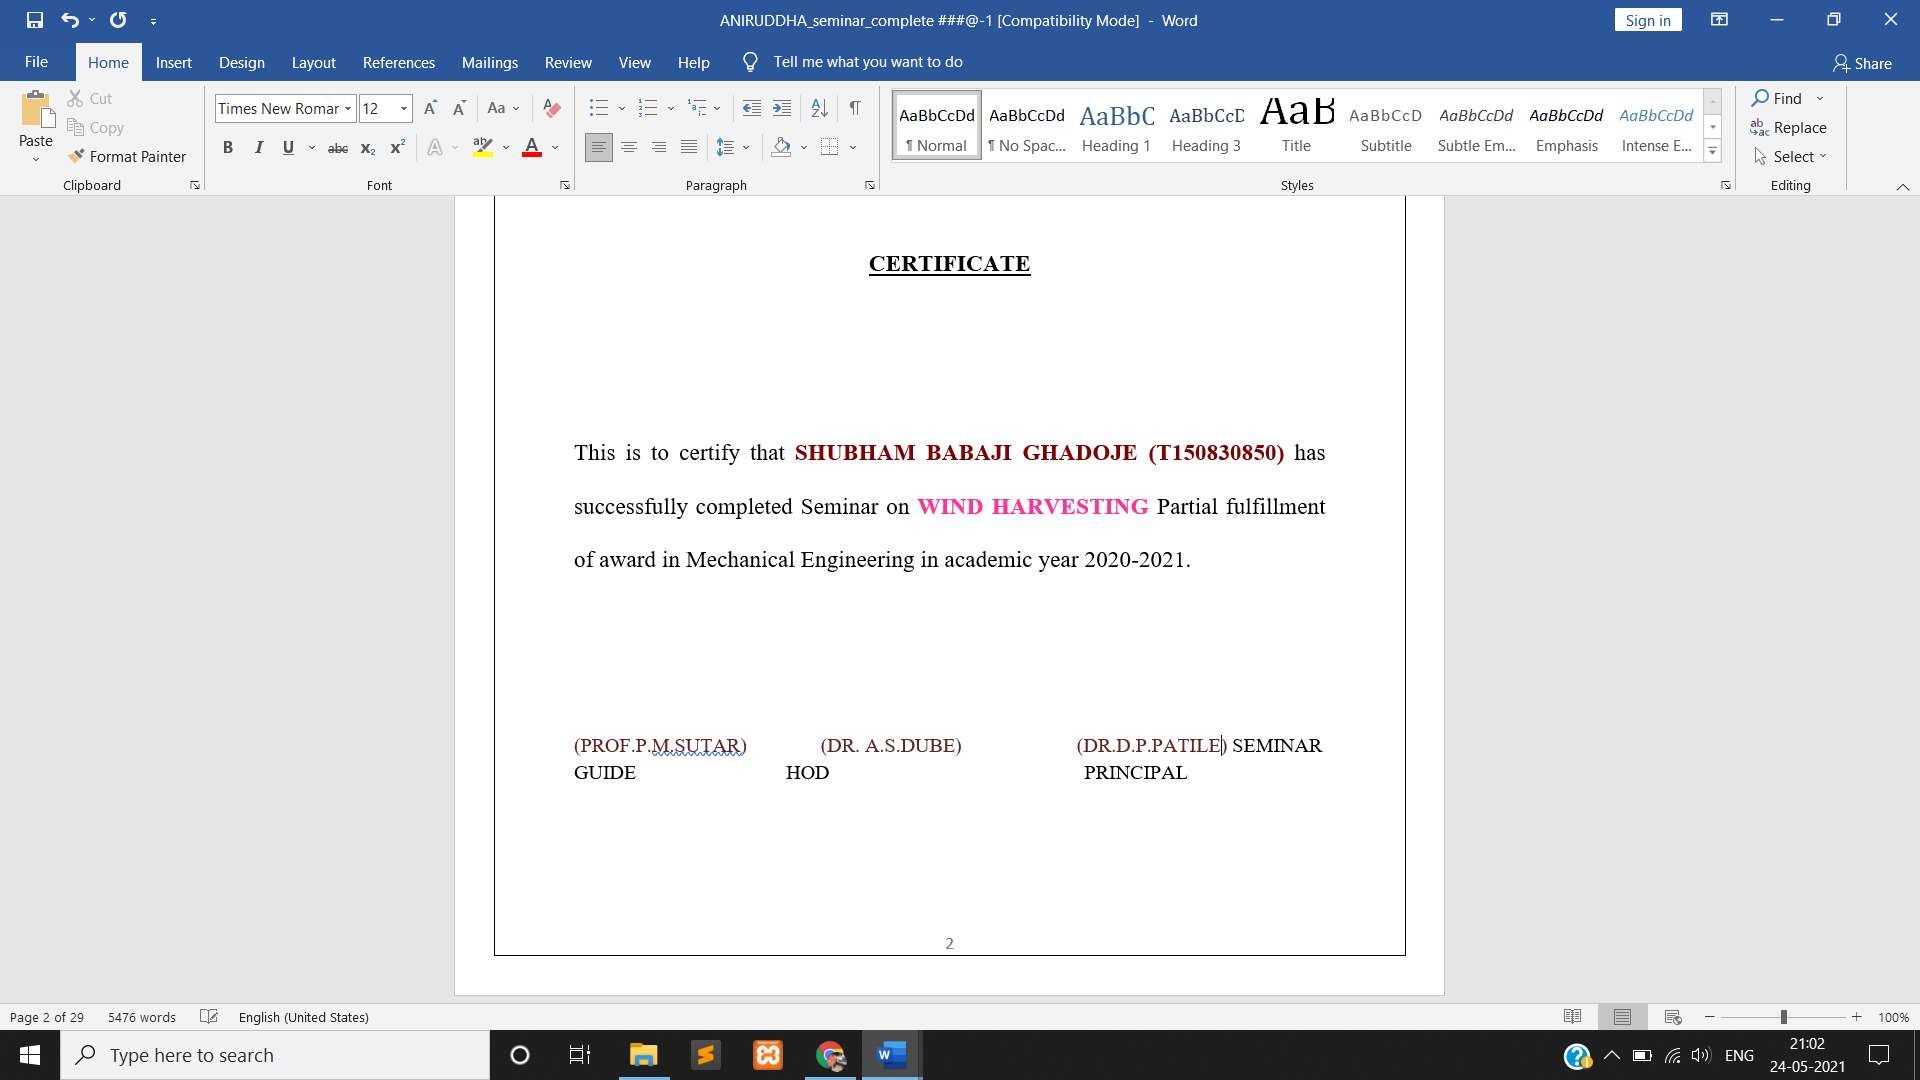 ANIRUDDHA_seminar_complete ###@-1 [Compatibility Mode] - Word
Sign in
File Home Insert Design Layout References Mailings Review View Help Tell me what you want to do Share
Paste
Cut
Copy
Format Painter
Clipboard
Times New Romar 12
Aa
B I U abc x₂ x² A ab A
Font
Paragraph
AaBbCcDd AaBbCcDd AaBbC AaBbCcD AaB AaBbCcD AaBbCcDd AaBbCcDd AaBbCcDd
¶ Normal ¶ No Spac... Heading 1 Heading 3 Title Subtitle Subtle Em... Emphasis Intense E...
Styles
Find
Replace
Select
Editing
CERTIFICATE
This is to certify that SHUBHAM BABAJI GHADOJE (T150830850) has
successfully completed Seminar on WIND HARVESTING Partial fulfillment
of award in Mechanical Engineering in academic year 2020-2021.
(PROF.P.M.SUTAR) (DR. A.S.DUBE) (DR.D.P.PATILE) SEMINAR
GUIDE HOD PRINCIPAL
2
Page 2 of 29 5476 words English (United States) 100%
Type here to search
ENG
21:02
24-05-2021